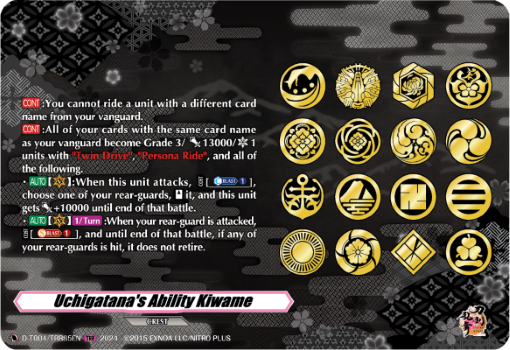 CONT :You cannot ride a unit with a different card
name from your vanguard.
CONT :All of your cards with the same card name
as your vanguard become Grade 3/ 13000/ 1
units with "Twin Drive", "Persona Ride", and all of
the following.
・AUTO【 】:When this unit attacks, [ BLAST 1 ],
choose one of your rear-guards, it, and this unit
gets +10000 until end of that battle.
・AUTO【 】1/Turn :When your rear-guard is attacked,
[ BLAST 1 ], and until end of that battle, if any of
your rear-guards is hit, it does not retire.
Uchigatana's Ability Kiwame
CREST
2024 ©2015 EXNOA LLC/NITRO PLUS